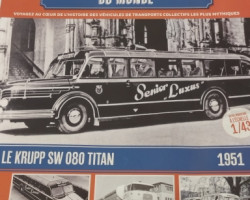 DU MONDE
VOYAGEZ AU CŒUR DE L'HISTOIRE DES VÉHICULES DE TRANSPORTS COLLECTIFS LES PLUS MYTHIQUES
Senior Luxus
1/43
LE KRUPP SW 080 TITAN
1951